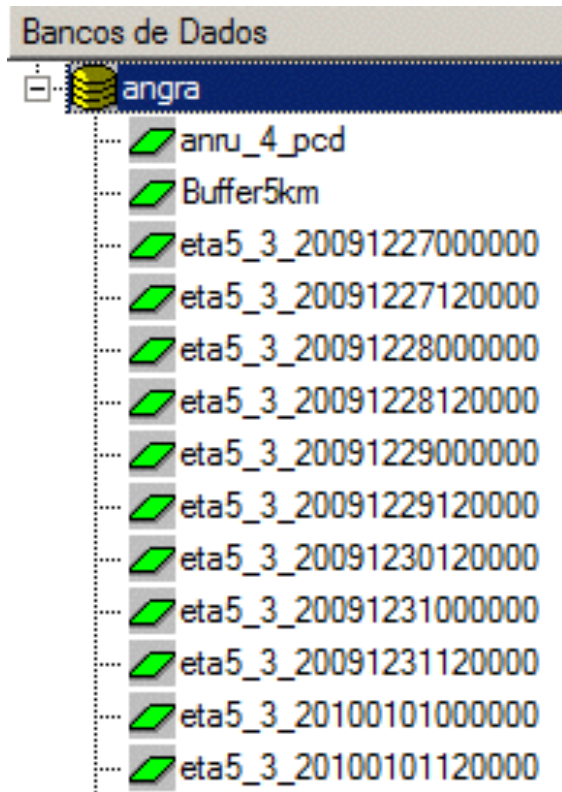 Bancos de Dados
angra
anru_4_pcd
Buffer5km
eta5_3_20091227000000
eta5_3_20091227120000
eta5_3_20091228000000
eta5_3_20091228120000
eta5_3_20091229000000
eta5_3_20091229120000
eta5_3_20091230120000
eta5_3_20091231000000
eta5_3_20091231120000
eta5_3_20100101000000
eta5_3_20100101120000